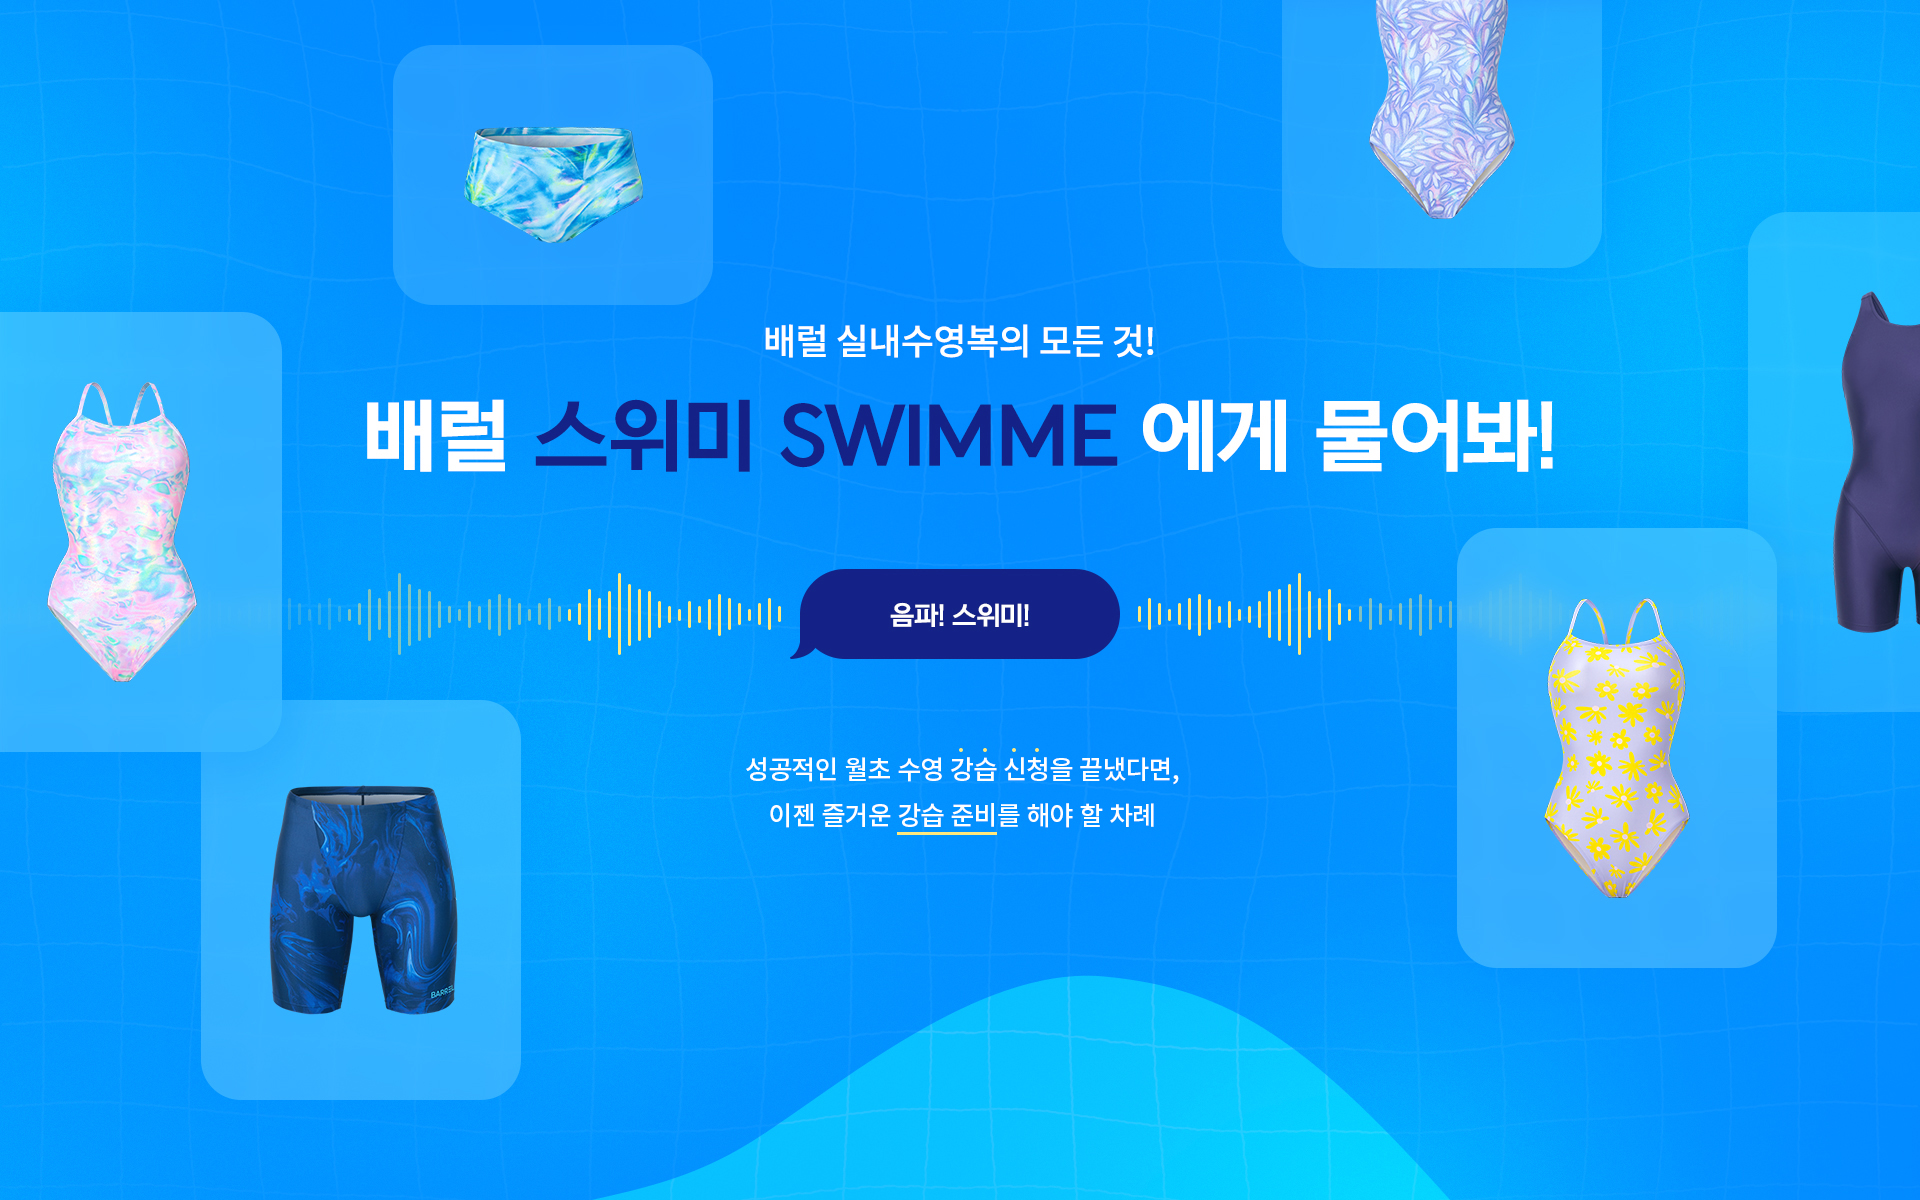 배럴 실내수영복의 모든 것!
배럴 스위미 SWIMME 에게 물어봐!
음파! 스위미!
성공적인 월초 수영 강습 신청을 끝냈다면,
이젠 즐거운 강습 준비를 해야 할 차례
BARREL